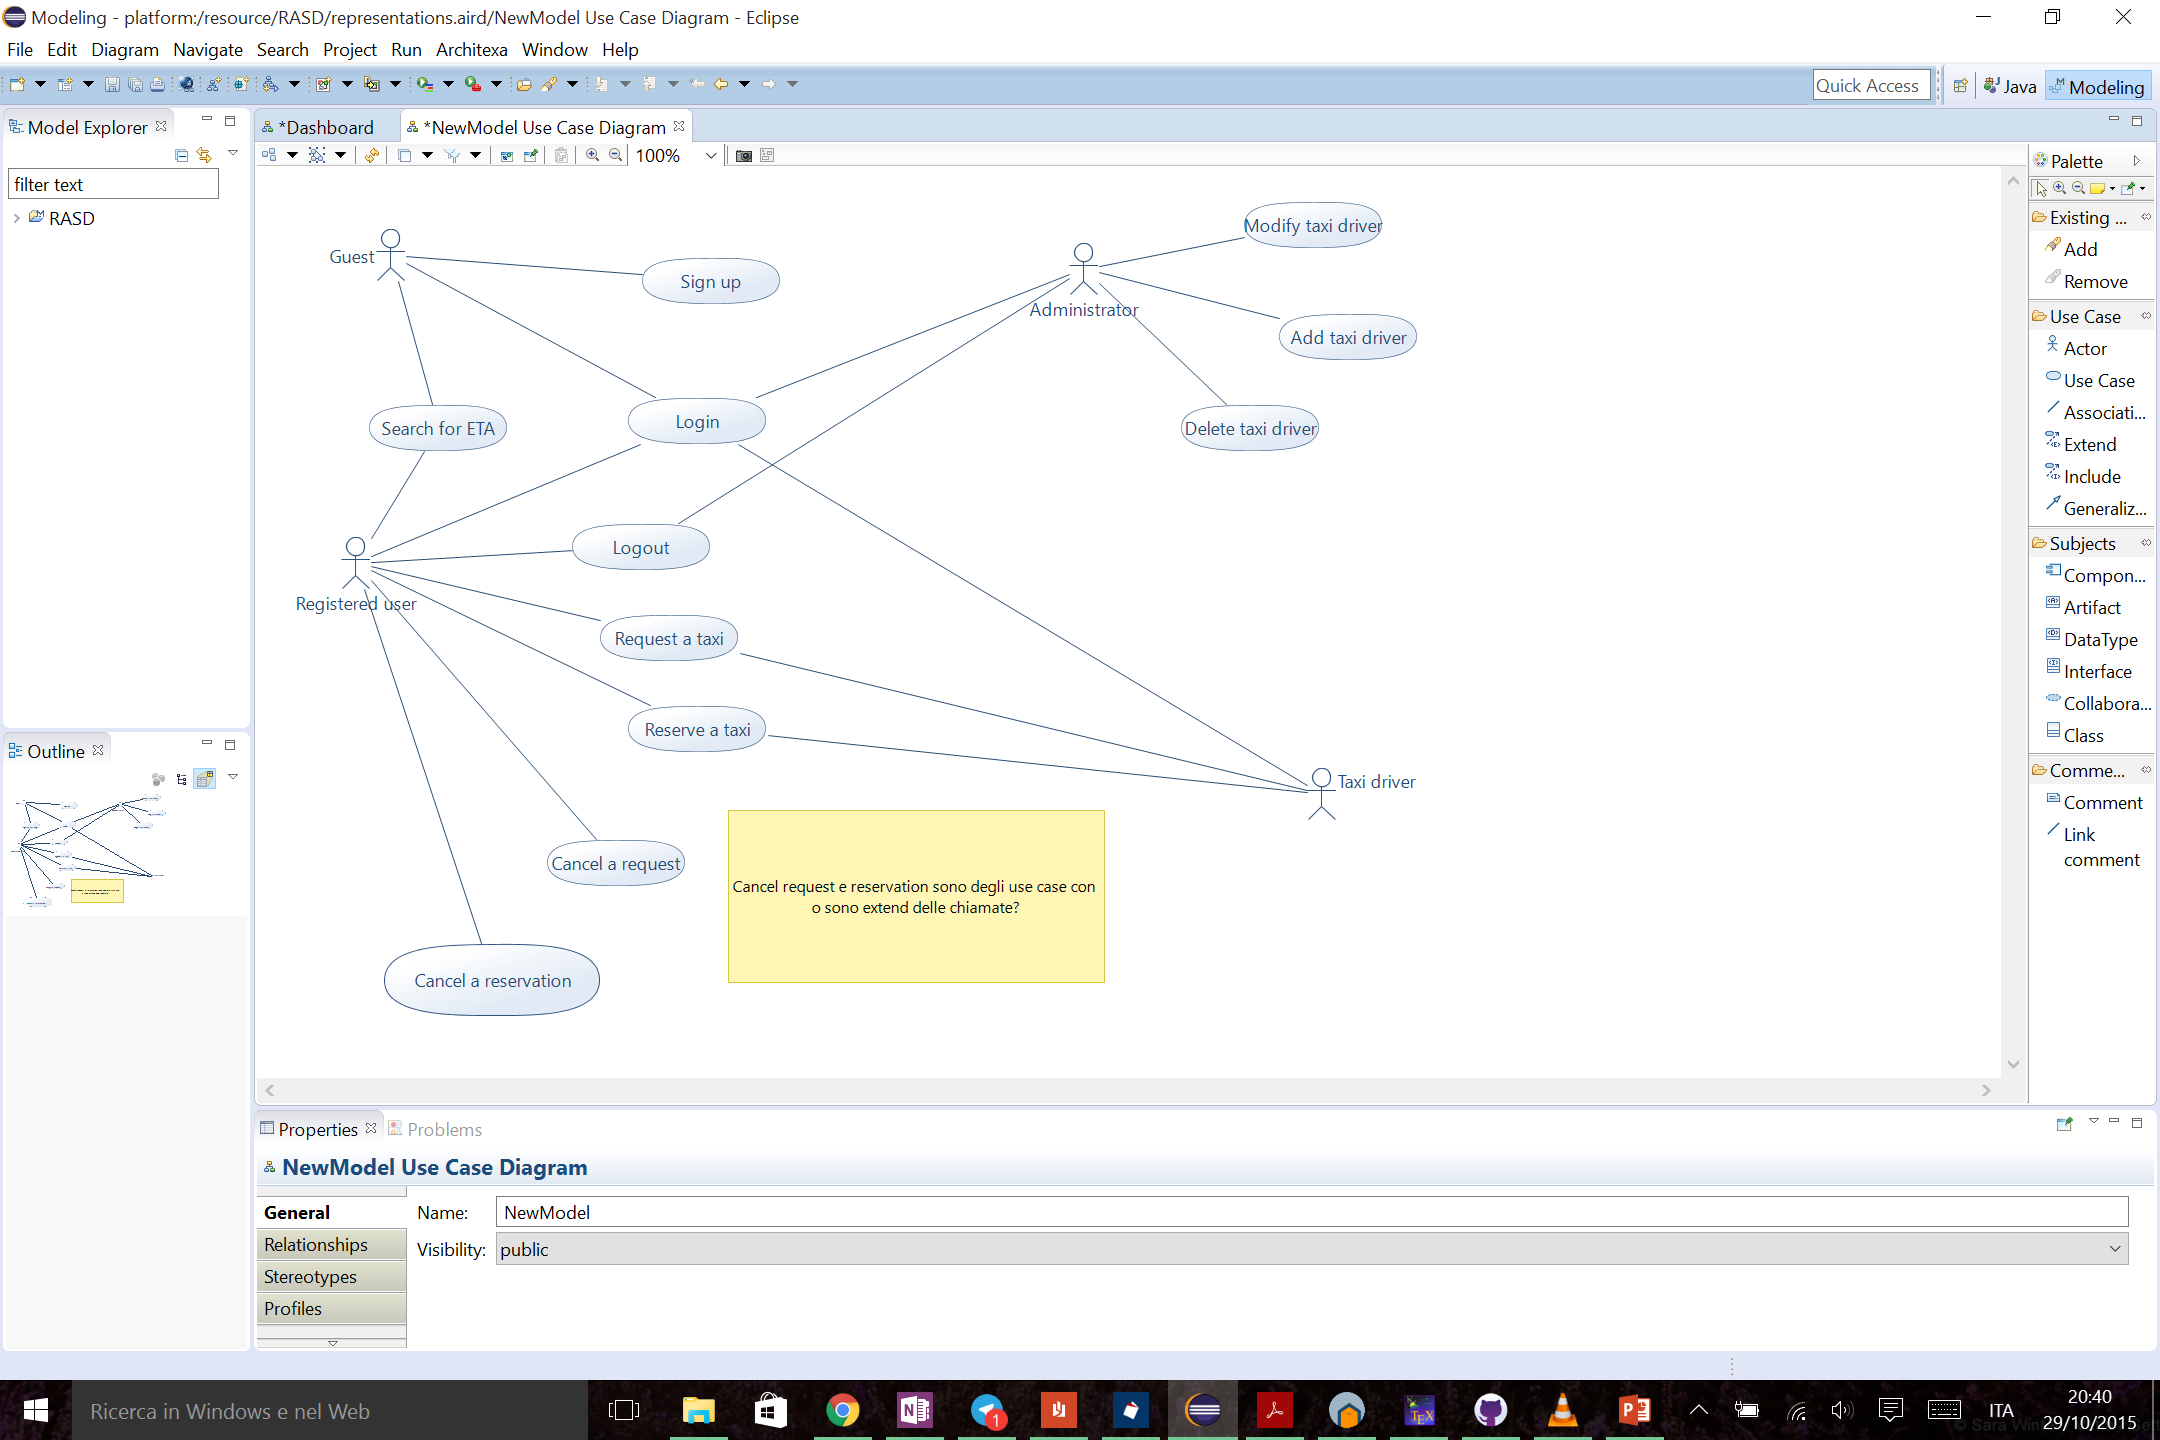 Modeling - platform:/resource/RASD/representations.aird/NewModel Use Case Diagram - Eclipse
File Edit Diagram Navigate Search Project Run Architexa Window Help
Quick Access
Java
Modeling
Model Explorer
filter text
RASD
*Dashboard
*NewModel Use Case Diagram
100%
Guest
Sign up
Modify taxi driver
Administrator
Add taxi driver
Search for ETA
Login
Delete taxi driver
Logout
Registered user
Request a taxi
Reserve a taxi
Taxi driver
Cancel a request
Cancel request e reservation sono degli use case con
o sono extend delle chiamate?
Cancel a reservation
Palette
Existing ...
Add
Remove
Use Case
Actor
Use Case
Associati...
Extend
Include
Generaliz...
Subjects
Compon...
Artifact
DataType
Interface
Collabora...
Class
Comme...
Comment
Link
comment
Outline
Properties
Problems
NewModel Use Case Diagram
General
Relationships
Stereotypes
Profiles
Name:
NewModel
Visibility:
public
Ricerca in Windows e nel Web
1
ITA
20:40
29/10/2015